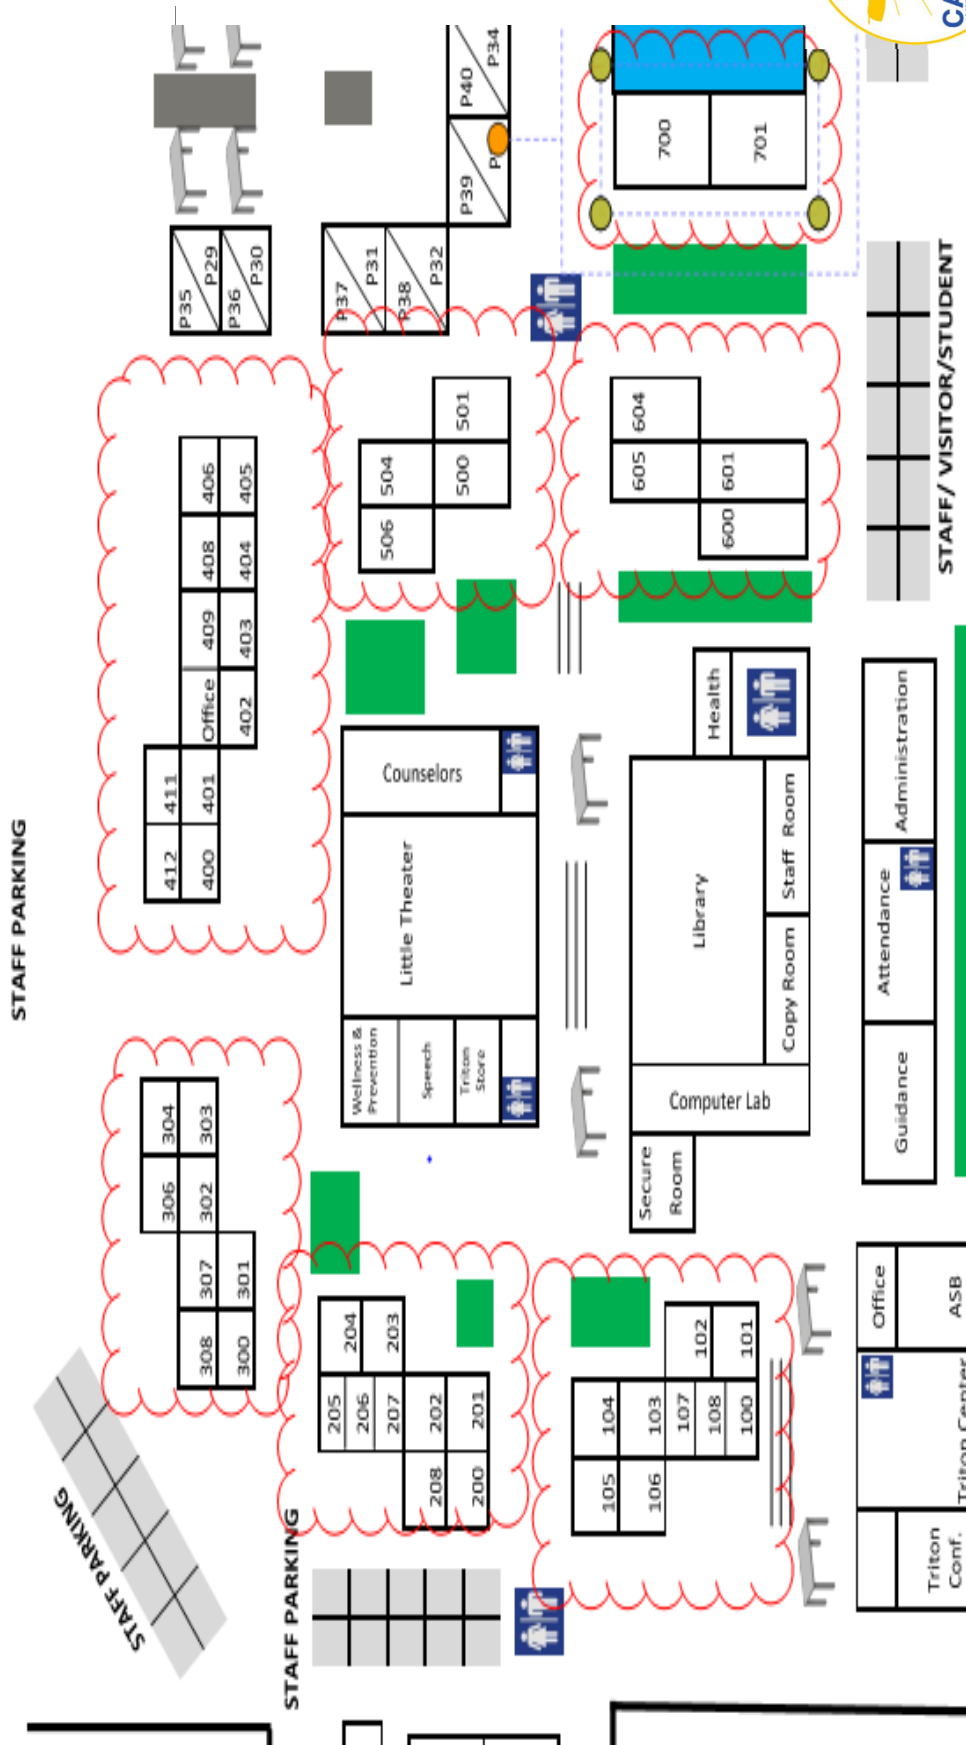 CA
P34
P40
P39
P
700
701
P35
P29
P36
P30
P37
P31
P38
P32
STAFF/ VISITOR/STUDENT
501
504
500
506
604
605
601
600
406
405
408
404
409
403
Office
402
411
401
412
400
STAFF PARKING
Counselors
Little Theater
Wellness &
Prevention
Speech
Triton
Store
Health
Staff Room
Library
Copy Room
Computer Lab
Secure
Room
Administration
Attendance
Guidance
304
303
306
302
307
301
308
300
204
203
205
206
207
202
201
208
200
102
101
104
103
107
108
100
105
106
Office
ASB
Triton Center
Triton
Conf.
STAFF PARKING
STAFF PARKING